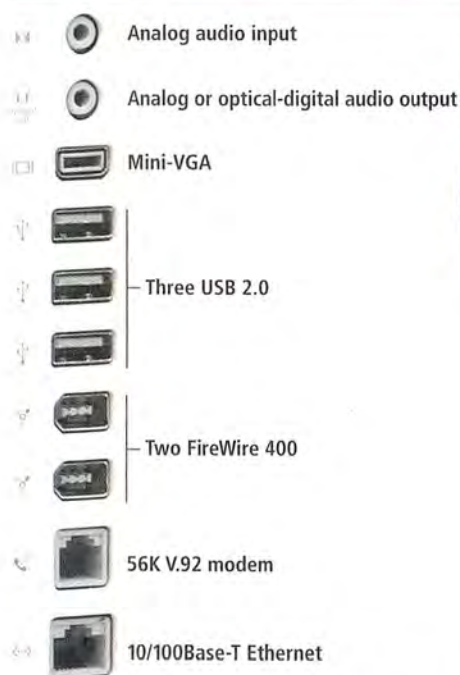 Analog audio input
Analog or optical-digital audio output
Mini-VGA
Three USB 2.0
Two FireWire 400
56K V.92 modem
10/100Base-T Ethernet